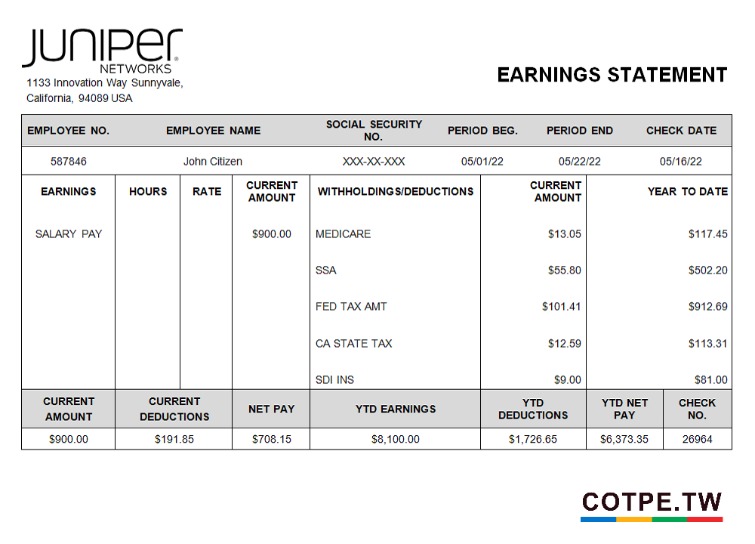 JUNIPER
NETWORKS
1133 Innovation Way Sunnyvale,
California, 94089 USA
EARNINGS STATEMENT
EMPLOYEE NO. EMPLOYEE NAME SOCIAL SECURITY NO. PERIOD BEG. PERIOD END CHECK DATE
587846 John Citizen XXX-XX-XXX 05/01/22 05/22/22 05/16/22
EARNINGS HOURS RATE CURRENT AMOUNT WITHHOLDINGS/DEDUCTIONS CURRENT AMOUNT YEAR TO DATE
SALARY PAY $900.00 MEDICARE $13.05 $117.45
SSA $55.80 $502.20
FED TAX AMT $101.41 $912.69
CA STATE TAX $12.59 $113.31
SDI INS $9.00 $81.00
CURRENT AMOUNT CURRENT DEDUCTIONS NET PAY YTD EARNINGS YTD DEDUCTIONS YTD NET PAY CHECK NO.
$900.00 $191.85 $708.15 $8,100.00 $1,726.65 $6,373.35 26964
COTPE.TW